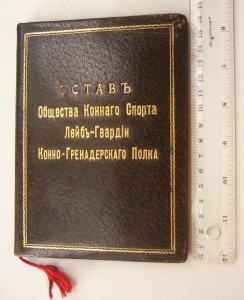 УСТАВЪ
Общества Коннаго Спорта
Лейбъ-Гвардіи
Конно-Гренадерскаго Полка